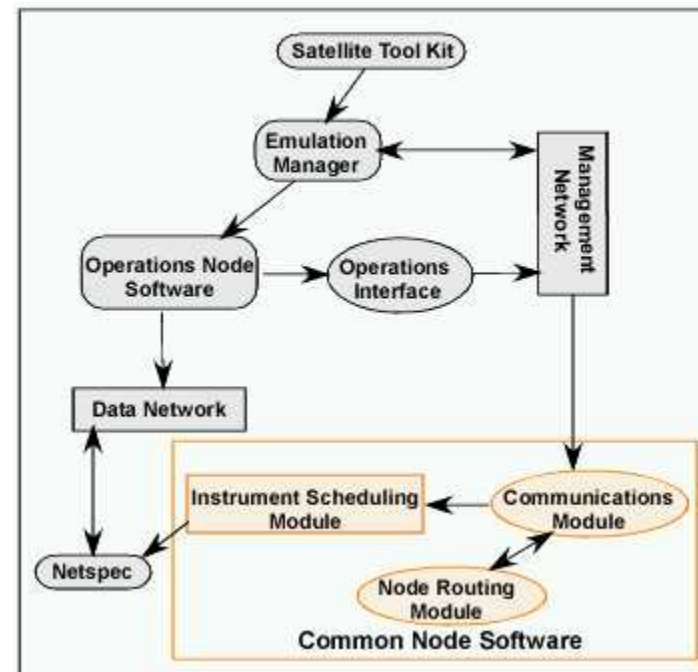 Satellite Tool Kit
Emulation
Manager
Management
Network
Operations Node
Software
Operations
Interface
Data Network
Instrument Scheduling
Module
Communications
Module
Netspec
Node Routing
Module
Common Node Software